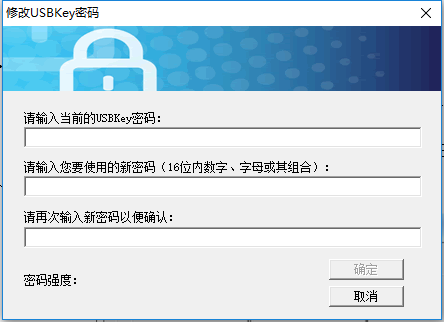 修改USBKey密码
请输入当前的USBKey密码：
请输入您要使用的新密码（16位内数字、字母或其组合）：
请再次输入新密码以便确认：
密码强度：
确定
取消